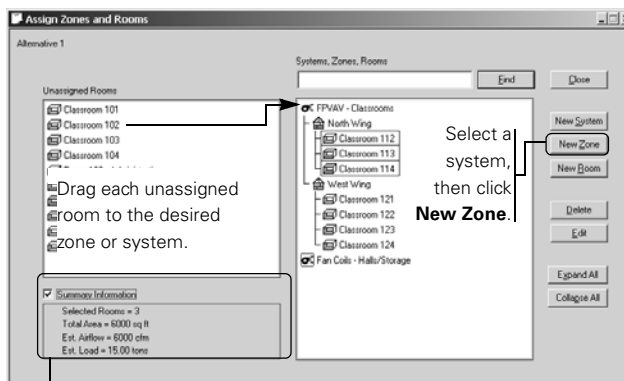 Assign Zones and Rooms
Alternative 1
Systems, Zones, Rooms
Find
Close
Unassigned Rooms
Classroom 101
Classroom 102
Classroom 103
Classroom 104
Drag each unassigned
room to the desired
zone or system.
FPVAV - Classrooms
North Wing
Classroom 112
Classroom 113
Classroom 114
West Wing
Classroom 121
Classroom 122
Classroom 123
Classroom 124
Fan Coils - Halls/Storage
Select a
system,
then click
New Zone.
New System
New Zone
New Room
Delete
Edit
Expand All
Collapse All
Summary Information
Selected Rooms = 3
Total Area = 6000 sq ft
Est. Airflow = 6000 cfm
Est. Load = 15.00 tons